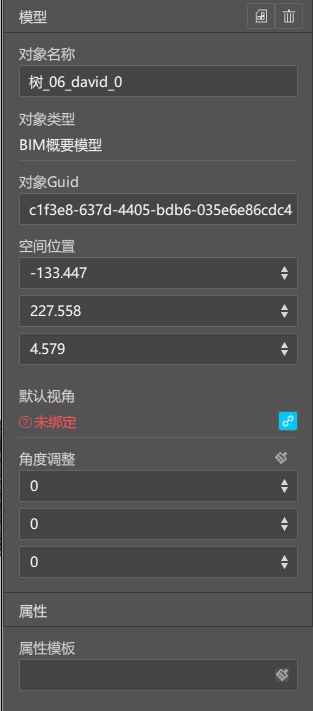 模型
对象名称
树_06_david_0
对象类型
BIM概要模型
对象Guid
c1f3e8-637d-4405-bdb6-035e6e86cdc4
空间位置
-133.447
227.558
4.579
默认视角
未绑定
角度调整
0
0
0
属性
属性模板